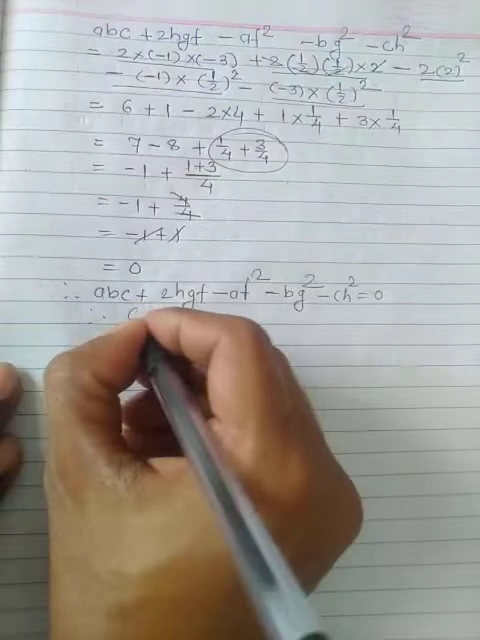 abc + 2hgf - af² - bg² - ch²
= 2×(-1)×(-3) + 2(1/2)(1/2)×2 - 2(2)²
- (-1)×(1/2)² - (-3)×(1/2)²
= 6 + 1 - 2×4 + 1×1/4 + 3×1/4
= 7 - 8 + 1/4 + 3/4
= -1 + 1+3/4
= -1 + 4/4
= -1+1
= 0
∴ abc + 2hgf - af² - bg² - ch² = 0
∴